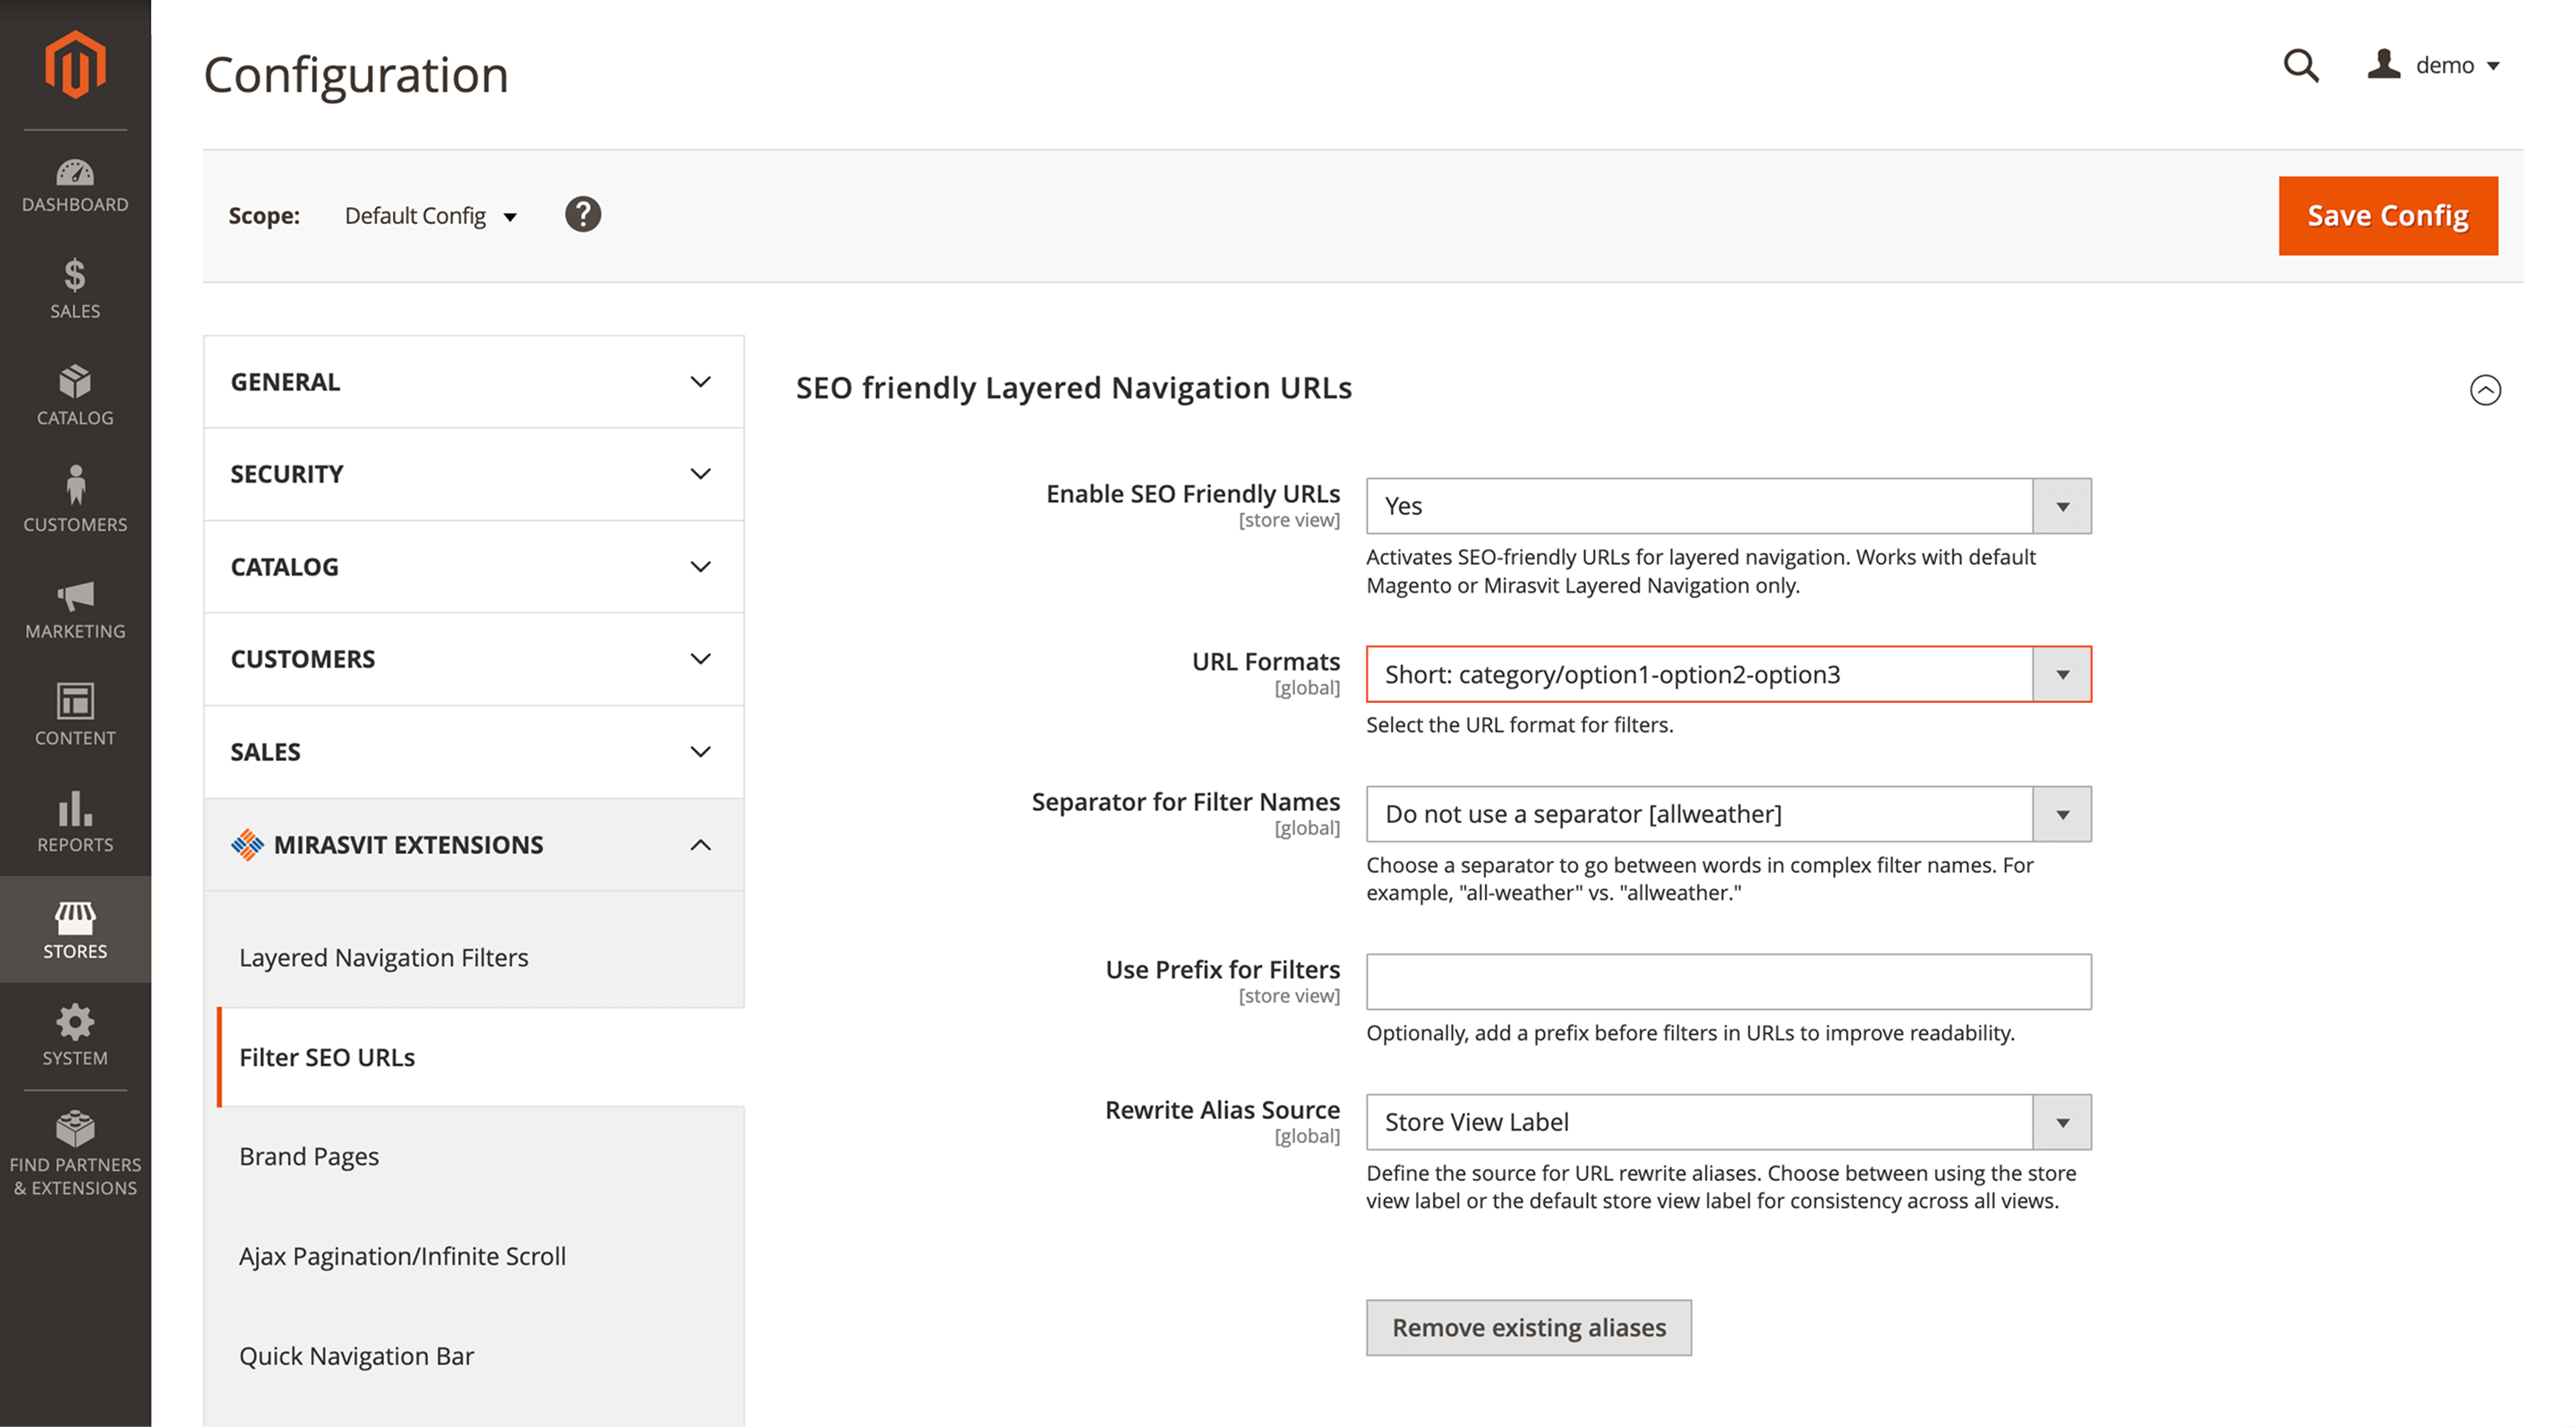 Configuration
demo
DASHBOARD
SALES
CATALOG
CUSTOMERS
MARKETING
CONTENT
REPORTS
STORES
SYSTEM
FIND PARTNERS
& EXTENSIONS
Scope:
Default Config
?
Save Config
GENERAL
SECURITY
CATALOG
CUSTOMERS
SALES
MIRASVIT EXTENSIONS
Layered Navigation Filters
Filter SEO URLs
Brand Pages
Ajax Pagination/Infinite Scroll
Quick Navigation Bar
SEO friendly Layered Navigation URLs
Enable SEO Friendly URLs
[store view]
Yes
Activates SEO-friendly URLs for layered navigation. Works with default
Magento or Mirasvit Layered Navigation only.
URL Formats
[global]
Short: category/option1-option2-option3
Select the URL format for filters.
Separator for Filter Names
[global]
Do not use a separator [allweather]
Choose a separator to go between words in complex filter names. For
example, "all-weather" vs. "allweather."
Use Prefix for Filters
[store view]
Optionally, add a prefix before filters in URLs to improve readability.
Rewrite Alias Source
[global]
Store View Label
Define the source for URL rewrite aliases. Choose between using the store
view label or the default store view label for consistency across all views.
Remove existing aliases